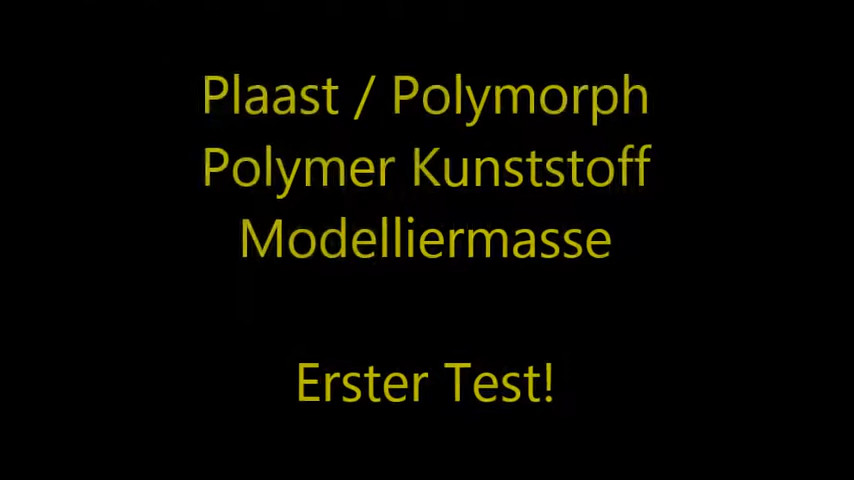 Plaast / Polymorph
Polymer Kunststoff
Modelliermasse
Erster Test!